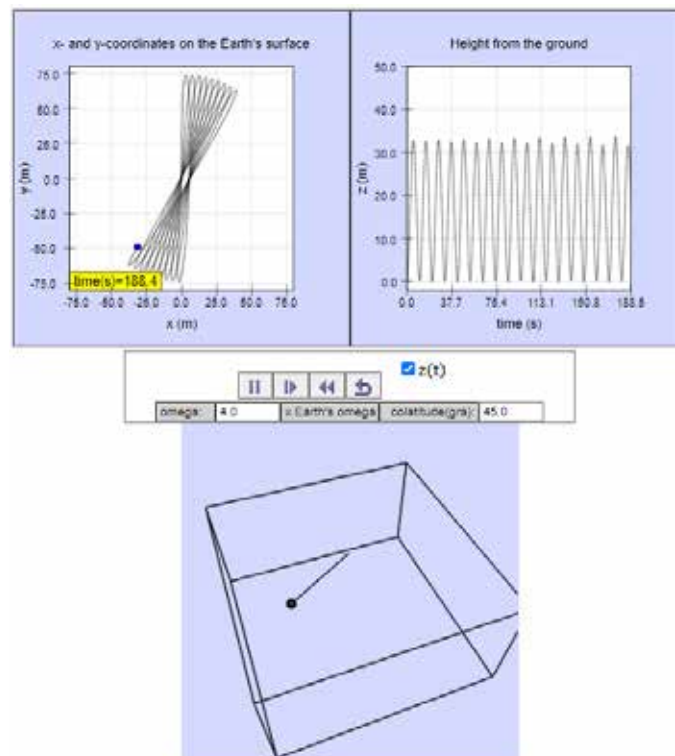 x- and y-coordinates on the Earth's surface
75.0
50.0
25.0
0.0
-25.0
-50.0
-75.0
y (m)
time(s)=188.4
-75.0 -50.0 -25.0 0.0 25.0 50.0 75.0
x (m)
Height from the ground
50.0
40.0
30.0
20.0
10.0
0.0
z (m)
0.0 37.7 75.4 113.1 150.8 188.5
time (s)
z(t)
omega: 4.0 x Earth's omega colatitude(gra): 45.0